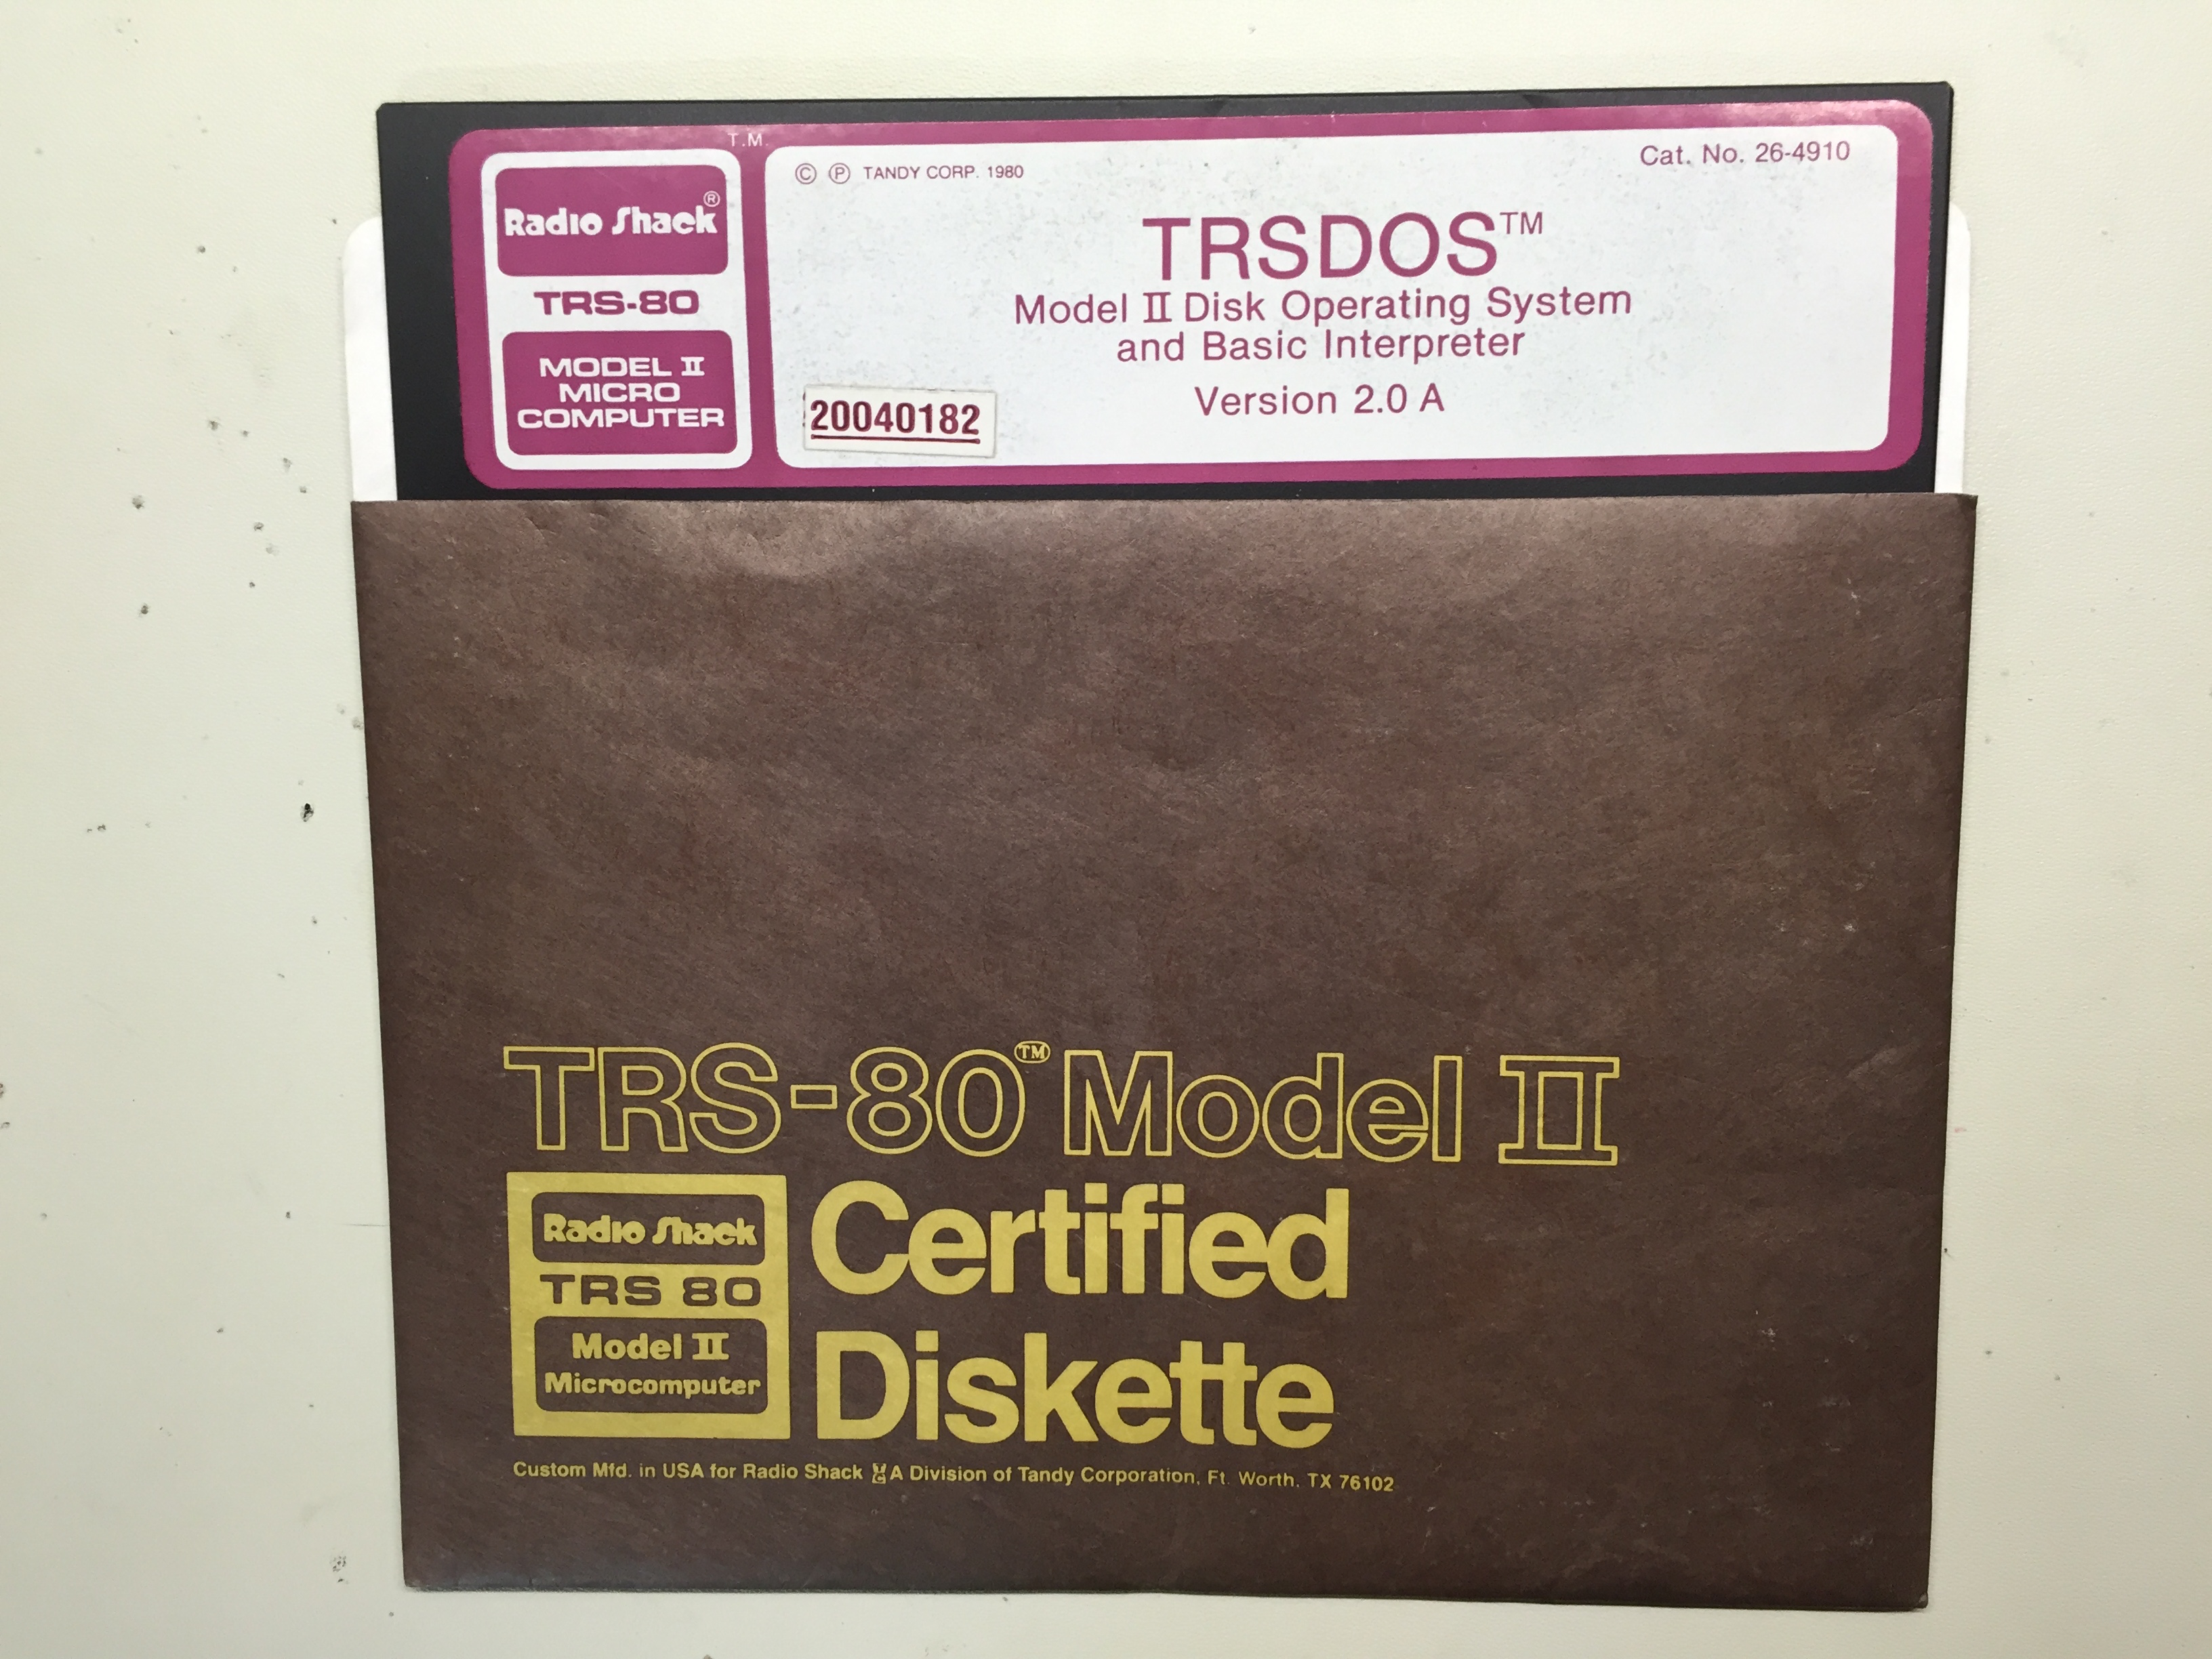 T.M.
Radio Shack®
TRS-80
MODEL II
MICRO
COMPUTER
© ℗ TANDY CORP. 1980
Cat. No. 26-4910
TRSDOS™
Model II Disk Operating System
and Basic Interpreter
Version 2.0 A
20040182
TRS-80™ Model II
Radio Shack
TRS 80
Model II
Microcomputer
Certified
Diskette
Custom Mfd. in USA for Radio Shack A Division of Tandy Corporation, Ft. Worth, TX 76102